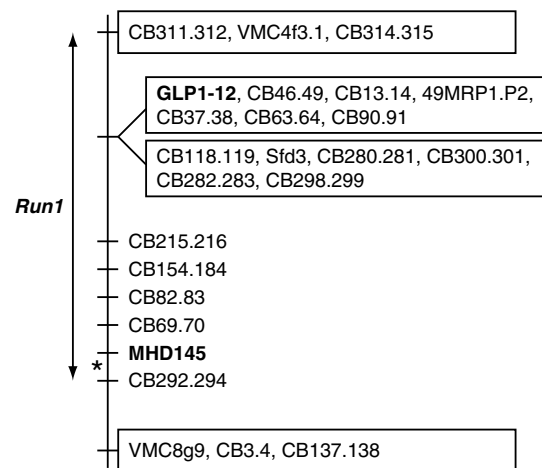 CB311.312, VMC4f3.1, CB314.315
GLP1-12, CB46.49, CB13.14, 49MRP1.P2,
CB37.38, CB63.64, CB90.91
CB118.119, Sfd3, CB280.281, CB300.301,
CB282.283, CB298.299
Run1
CB215.216
CB154.184
CB82.83
CB69.70
MHD145
*
CB292.294
VMC8g9, CB3.4, CB137.138